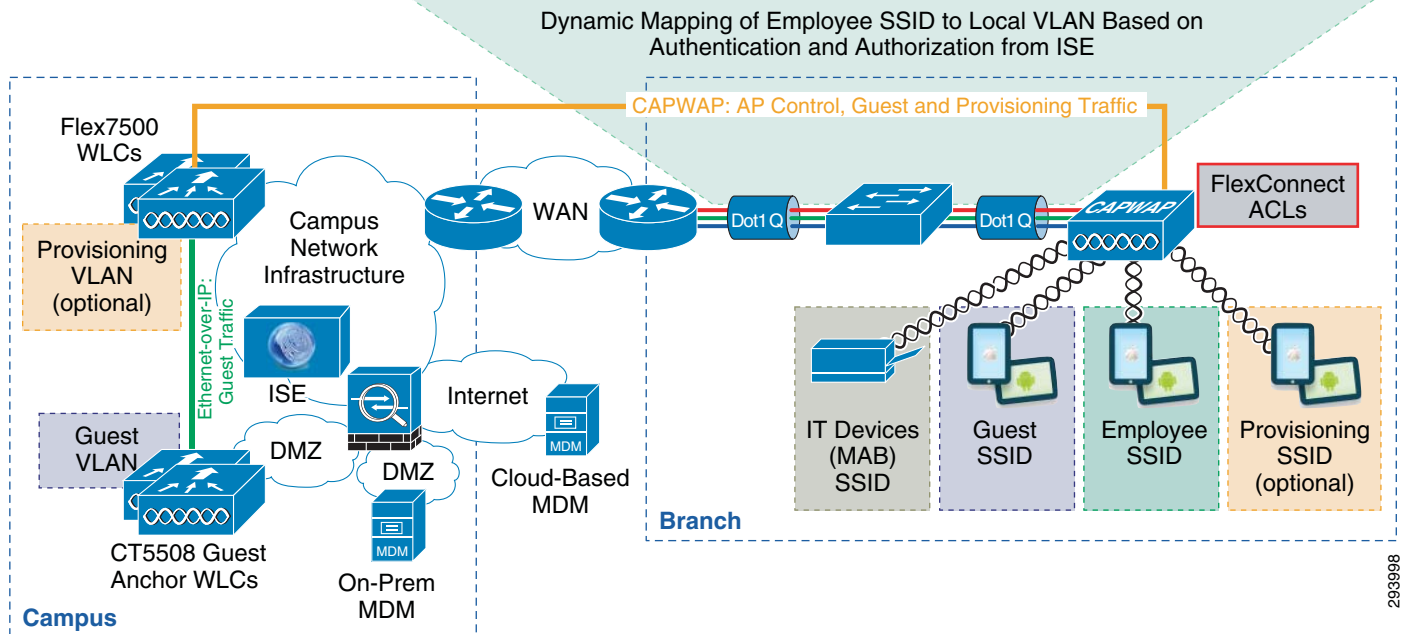 Dynamic Mapping of Employee SSID to Local VLAN Based on
Authentication and Authorization from ISE
CAPWAP: AP Control, Guest and Provisioning Traffic
Flex7500
WLCs
Campus
Network
Infrastructure
WAN
Dot1 Q
Dot1 Q
CAPWAP
FlexConnect
ACLs
Provisioning
VLAN
(optional)
Ethernet-over-IP:
Guest Traffic
ISE
Internet
MDM
Cloud-Based
MDM
Guest
VLAN
DMZ
DMZ
MDM
On-Prem
MDM
CT5508 Guest
Anchor WLCs
Campus
IT Devices
(MAB)
SSID
Guest
SSID
Employee
SSID
Provisioning
SSID
(optional)
Branch
293998